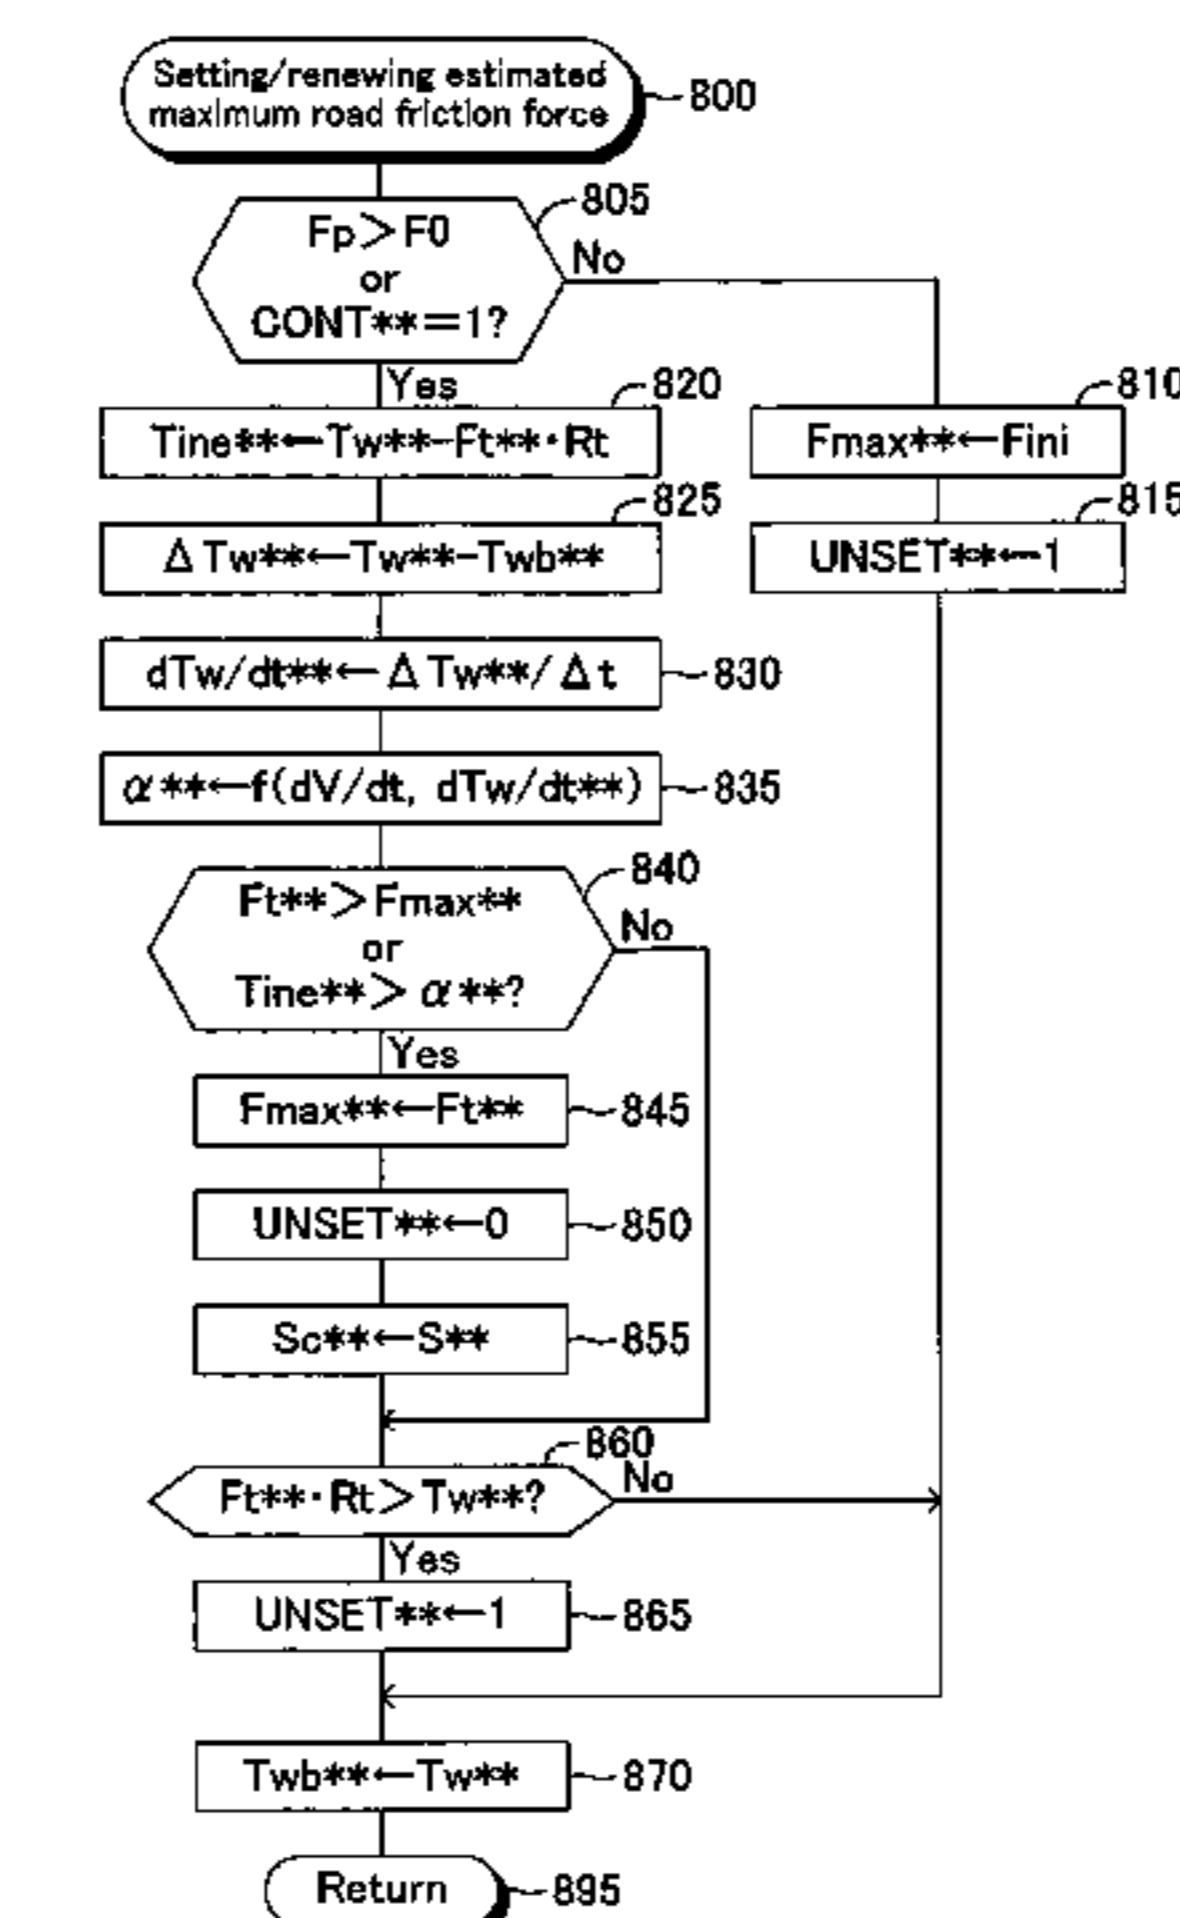 Setting/renewing estimated
maximum road friction force
800
Fp>F0
or
CONT**=1?
805
No
Yes
820
Tine**←Tw**-Ft**·Rt
810
Fmax**←Fini
825
ΔTw**←Tw**-Twb**
815
UNSET**←1
dTw/dt**←ΔTw**/Δt
830
α**←f(dV/dt, dTw/dt**)
835
Ft**>Fmax**
or
Tine**>α**?
840
No
Yes
Fmax**←Ft**
845
UNSET**←0
850
Sc**←S**
855
860
Ft**·Rt>Tw**?
No
Yes
UNSET**←1
865
Twb**←Tw**
870
Return
895